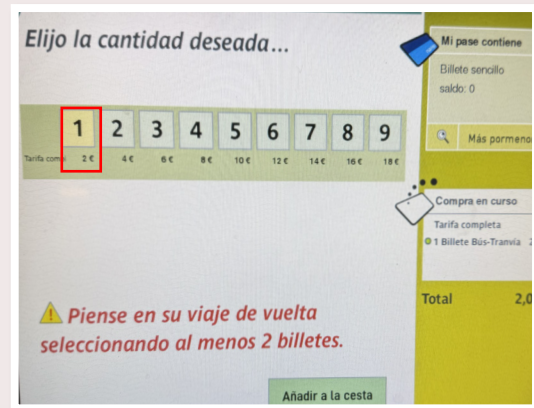 Elijo la cantidad deseada...
1 2 3 4 5 6 7 8 9
2 € 4 € 6 € 8 € 10 € 12 € 14 € 16 € 18 €
Piense en su viaje de vuelta
seleccionando al menos 2 billetes.
Añadir a la cesta
Mi pase contiene
Billete sencillo
saldo: 0
Más
Compra en curso
Tarifa completa
1 Billete Bús-Tranvía
Total 2,0